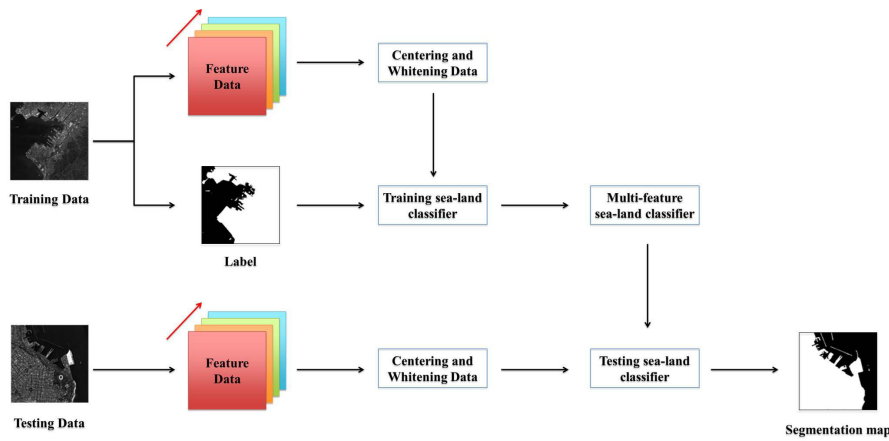 Feature
Data
Centering and
Whitening Data
Training Data
Training sea-land
classifier
Multi-feature
sea-land classifier
Label
Feature
Data
Centering and
Whitening Data
Testing sea-land
classifier
Testing Data
Segmentation map